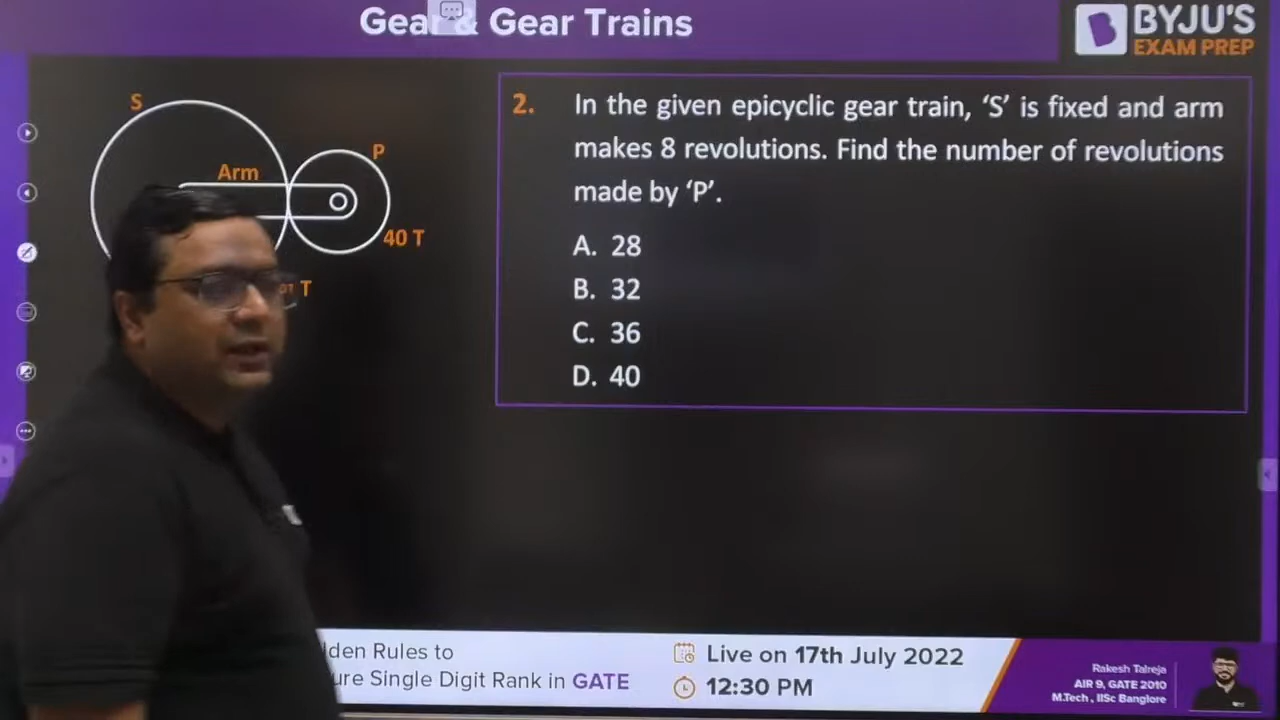 Gear & Gear Trains
BYJU'S
EXAM PREP
S
Arm
P
40 T
T
2. In the given epicyclic gear train, ‘S’ is fixed and arm
makes 8 revolutions. Find the number of revolutions
made by ‘P’.
A. 28
B. 32
C. 36
D. 40
lden Rules to
ure Single Digit Rank in GATE
Live on 17th July 2022
12:30 PM
Rakesh Talreja
AIR 9, GATE 2010
M.Tech , IISc Banglore